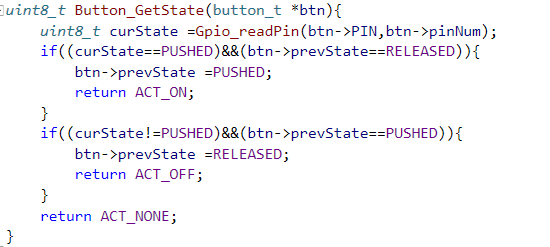 uint8_t Button_GetState(button_t *btn){
    uint8_t curState =Gpio_readPin(btn->PIN,btn->pinNum);
    if((curState==PUSHED)&&(btn->prevState==RELEASED)){
        btn->prevState =PUSHED;
        return ACT_ON;
    }
    if((curState!=PUSHED)&&(btn->prevState==PUSHED)){
        btn->prevState =RELEASED;
        return ACT_OFF;
    }
    return ACT_NONE;
}